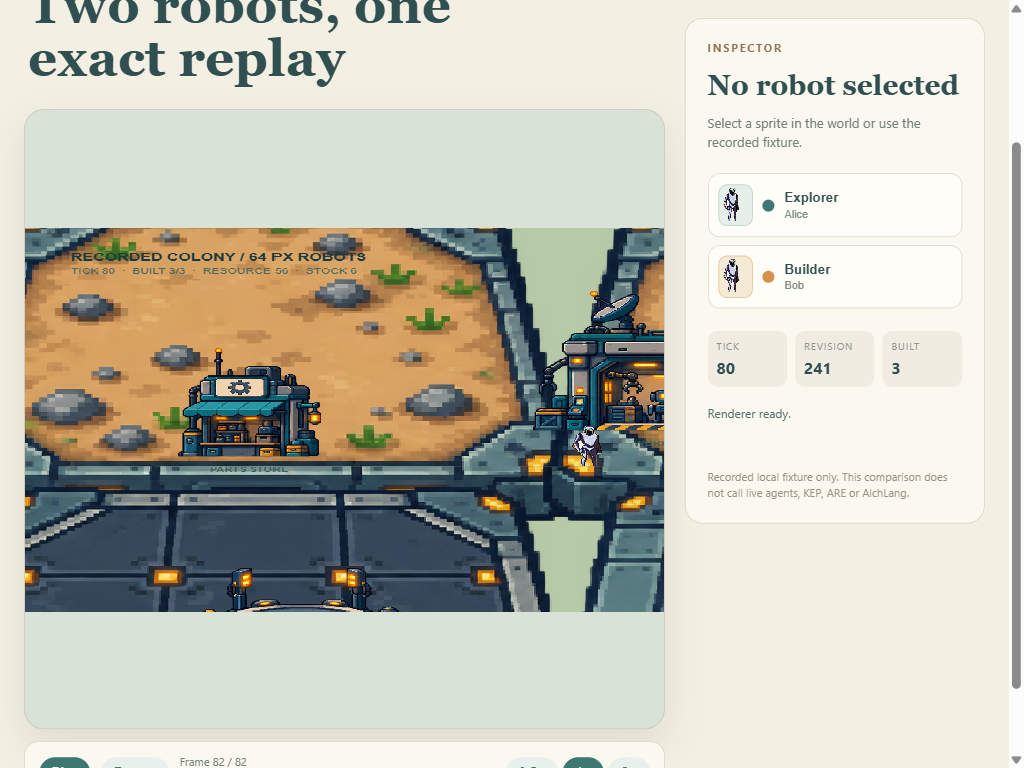 Two robots, one
exact replay
RECORDED COLONY / 64 PX ROBOTS
TICK 80 · BUILT 3/3 · RESOURCE 56 · STOCK 6
PARTS STORE
Frame 82 / 82
INSPECTOR
No robot selected
Select a sprite in the world or use the
recorded fixture.
Explorer
Alice
Builder
Bob
TICK
80
REVISION
241
BUILT
3
Renderer ready.
Recorded local fixture only. This comparison does
not call live agents, KEP, ARE or AIchLang.